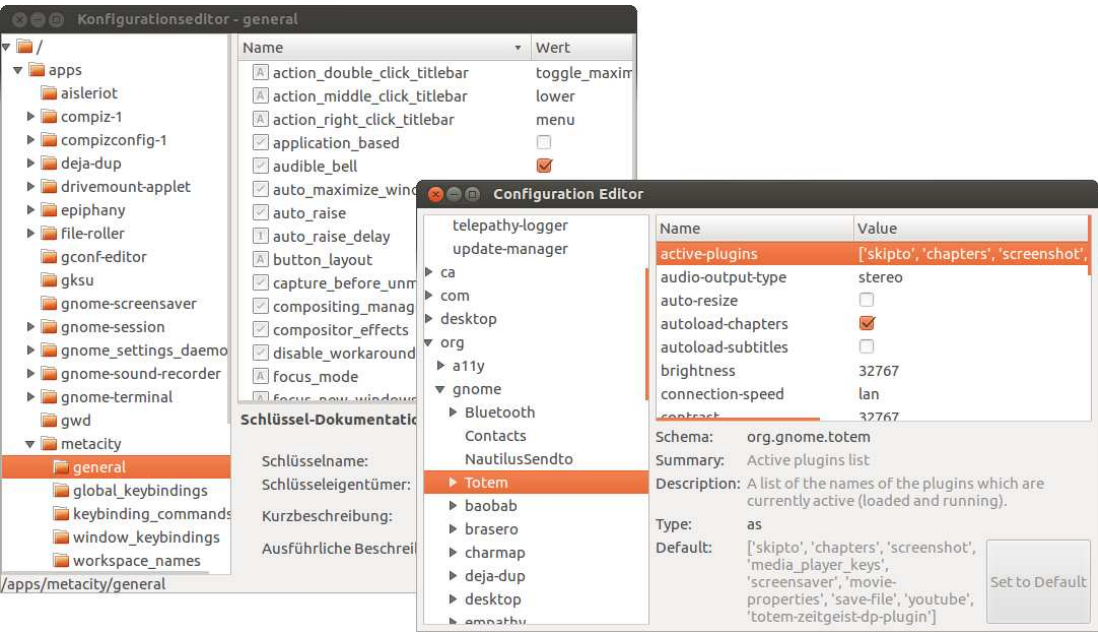 Konfigurationseditor - general
/
apps
aisleriot
compiz-1
compizconfig-1
deja-dup
drivemount-applet
epiphany
file-roller
gconf-editor
gksu
gnome-screensaver
gnome-session
gnome_settings_daemo
gnome-sound-recorder
gnome-terminal
gwd
metacity
general
global_keybindings
keybinding_commands
window_keybindings
workspace_names
/apps/metacity/general
Name Wert
action_double_click_titlebar toggle_maxim
action_middle_click_titlebar lower
action_right_click_titlebar menu
application_based
audible_bell
auto_maximize_wind
auto_raise
auto_raise_delay
button_layout
capture_before_unm
compositing_manag
compositor_effects
disable_workaround
focus_mode
focus_new_windows
Schlüssel-Dokumentatio
Schlüsselname:
Schlüsseleigentümer:
Kurzbeschreibung:
Ausführliche Beschreil
Configuration Editor
telepathy-logger
update-manager
ca
com
desktop
org
a11y
gnome
Bluetooth
Contacts
NautilusSendto
Totem
baobab
brasero
charmap
deja-dup
desktop
empathy
Name Value
active-plugins ['skipto', 'chapters', 'screenshot',
audio-output-type stereo
auto-resize
autoload-chapters
autoload-subtitles
brightness 32767
connection-speed lan
contrast 32767
Schema: org.gnome.totem
Summary: Active plugins list
Description: A list of the names of the plugins which are
currently active (loaded and running).
Type: as
Default: ['skipto', 'chapters', 'screenshot',
'media_player_keys',
'screensaver', 'movie-
properties', 'save-file', 'youtube',
'totem-zeitgeist-dp-plugin']
Set to Default